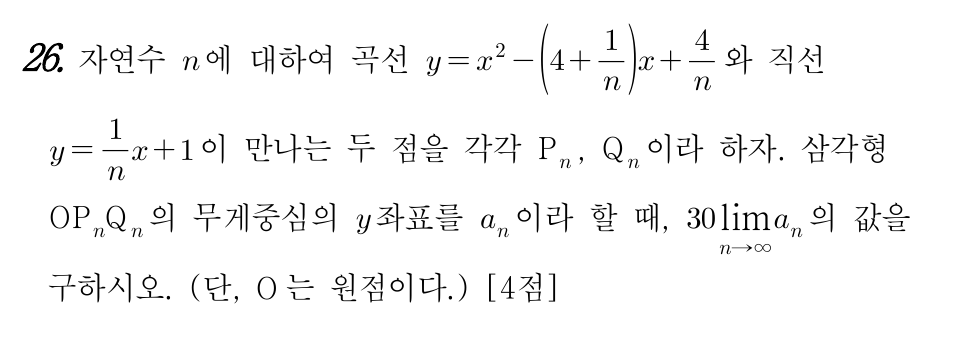 26. 자연수 n에 대하여 곡선 y=x²-(4+1/n)x+4/n 와 직선
y=1/n x+1이 만나는 두 점을 각각 Pₙ, Qₙ이라 하자. 삼각형
OPₙQₙ의 무게중심의 y좌표를 aₙ이라 할 때, 30 lim n→∞ aₙ의 값을
구하시오. (단, O는 원점이다.) [4점]